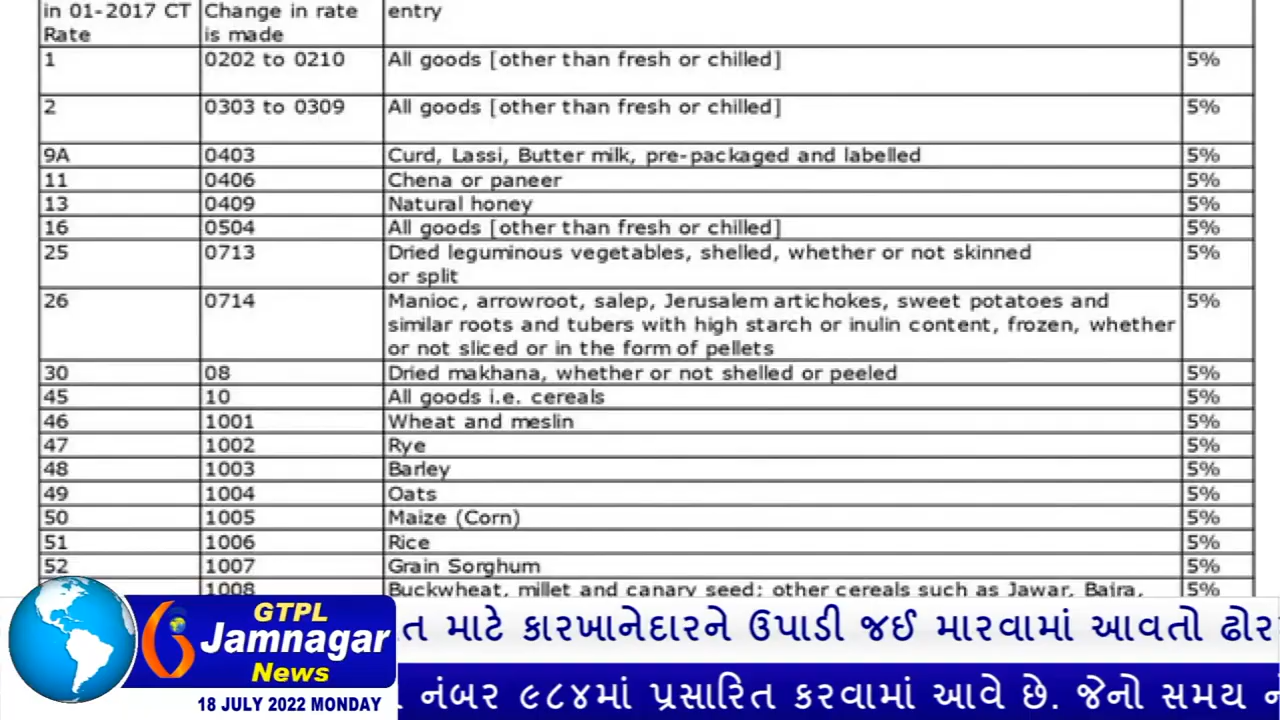 in 01-2017 CT Rate | Change in rate is made | entry
1 | 0202 to 0210 | All goods [other than fresh or chilled] | 5%
2 | 0303 to 0309 | All goods [other than fresh or chilled] | 5%
9A | 0403 | Curd, Lassi, Butter milk, pre-packaged and labelled | 5%
11 | 0406 | Chena or paneer | 5%
13 | 0409 | Natural honey | 5%
16 | 0504 | All goods [other than fresh or chilled] | 5%
25 | 0713 | Dried leguminous vegetables, shelled, whether or not skinned | 5%
or split
26 | 0714 | Manioc, arrowroot, salep, Jerusalem artichokes, sweet potatoes and | 5%
similar roots and tubers with high starch or inulin content, frozen, whether
or not sliced or in the form of pellets
30 | 08 | Dried makhana, whether or not shelled or peeled | 5%
45 | 10 | All goods i.e. cereals | 5%
46 | 1001 | Wheat and meslin | 5%
47 | 1002 | Rye | 5%
48 | 1003 | Barley | 5%
49 | 1004 | Oats | 5%
50 | 1005 | Maize (Corn) | 5%
51 | 1006 | Rice | 5%
52 | 1007 | Grain Sorghum | 5%
1008 | Buckwheat, millet and canary seed; other cereals such as Jawar, Bajra, | 5%
GTPL
Jamnagar
News
18 JULY 2022 MONDAY
માટે કારખાનેદારને ઉપાડી જઈ મારવામાં આવતો
નંબર ૯૮૪માં પ્રસારિત કરવામાં આવે છે. જેનો સમય